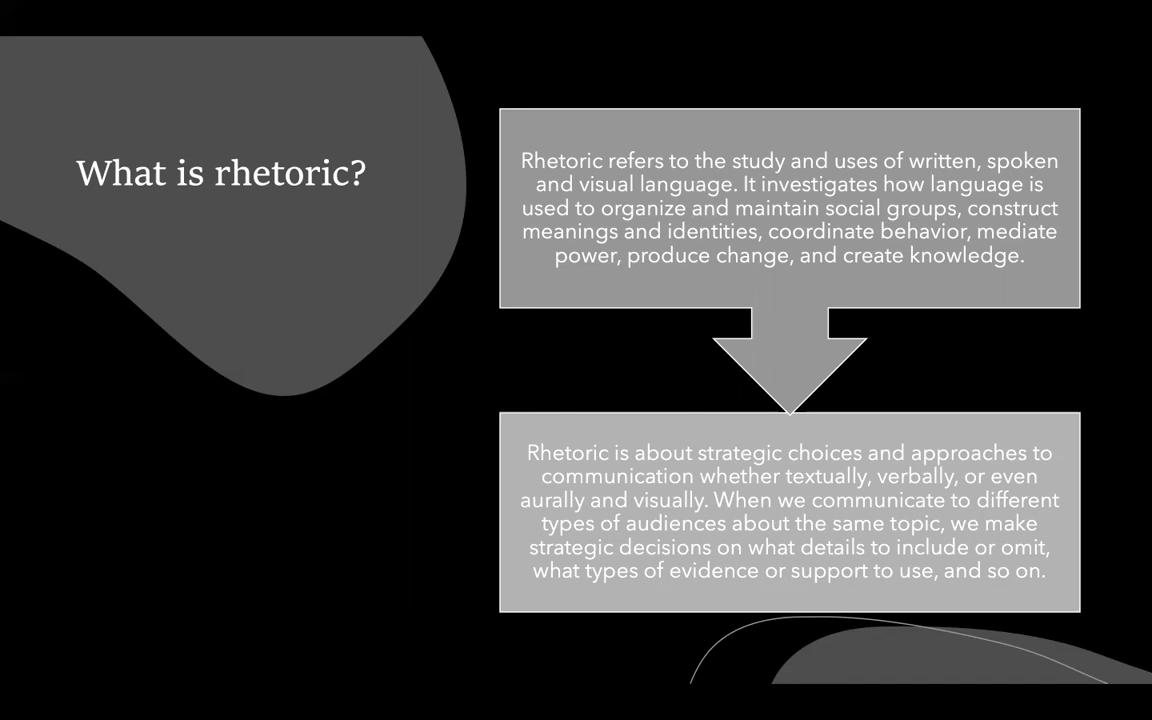 What is rhetoric?
Rhetoric refers to the study and uses of written, spoken
and visual language. It investigates how language is
used to organize and maintain social groups, construct
meanings and identities, coordinate behavior, mediate
power, produce change, and create knowledge.
Rhetoric is about strategic choices and approaches to
communication whether textually, verbally, or even
aurally and visually. When we communicate to different
types of audiences about the same topic, we make
strategic decisions on what details to include or omit,
what types of evidence or support to use, and so on.